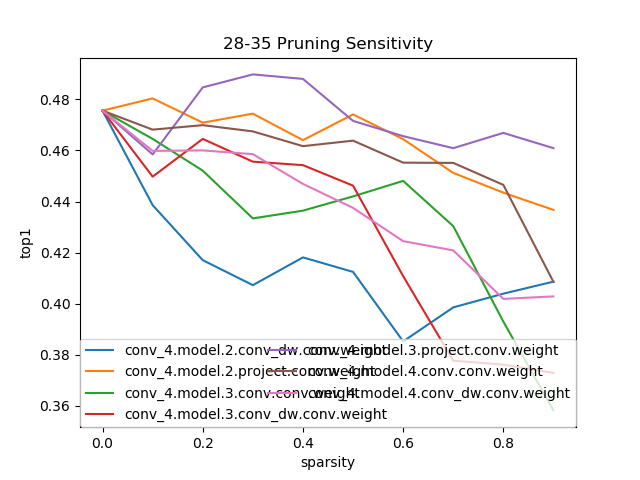 28-35 Pruning Sensitivity
top1
0.48
0.46
0.44
0.42
0.40
0.38
0.36
conv_4.model.2.conv_dw.conv.weight
conv_4.model.2.project.conv.weight
conv_4.model.3.conv.conv.weight
conv_4.model.3.conv_dw.conv.weight
conv_4.model.3.project.conv.weight
conv_4.model.4.conv.conv.weight
conv_4.model.4.conv_dw.conv.weight
0.0 0.2 0.4 0.6 0.8
sparsity